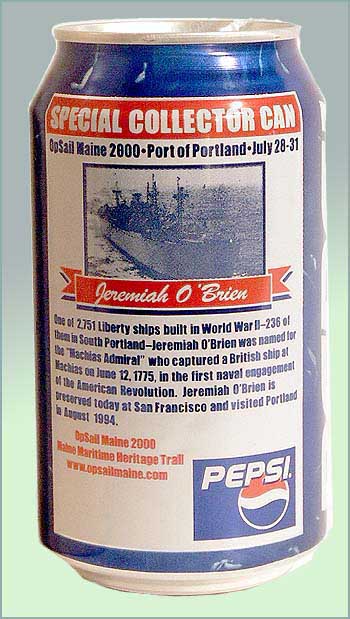 SPECIAL COLLECTOR CAN
OpSail Maine 2000•Port of Portland•July 28-31
Jeremiah O'Brien
One of 2,751 Liberty ships built in World War II–236 of
them in South Portland–Jeremiah O'Brien was named for
the "Machias Admiral" who captured a British ship at
Machias on June 12, 1775, in the first naval engagement
of the American Revolution. Jeremiah O'Brien is
preserved today at San Francisco and visited Portland
in August 1994.
OpSail Maine 2000
Maine Maritime Heritage Trail
www.opsailmaine.com
PEPSI